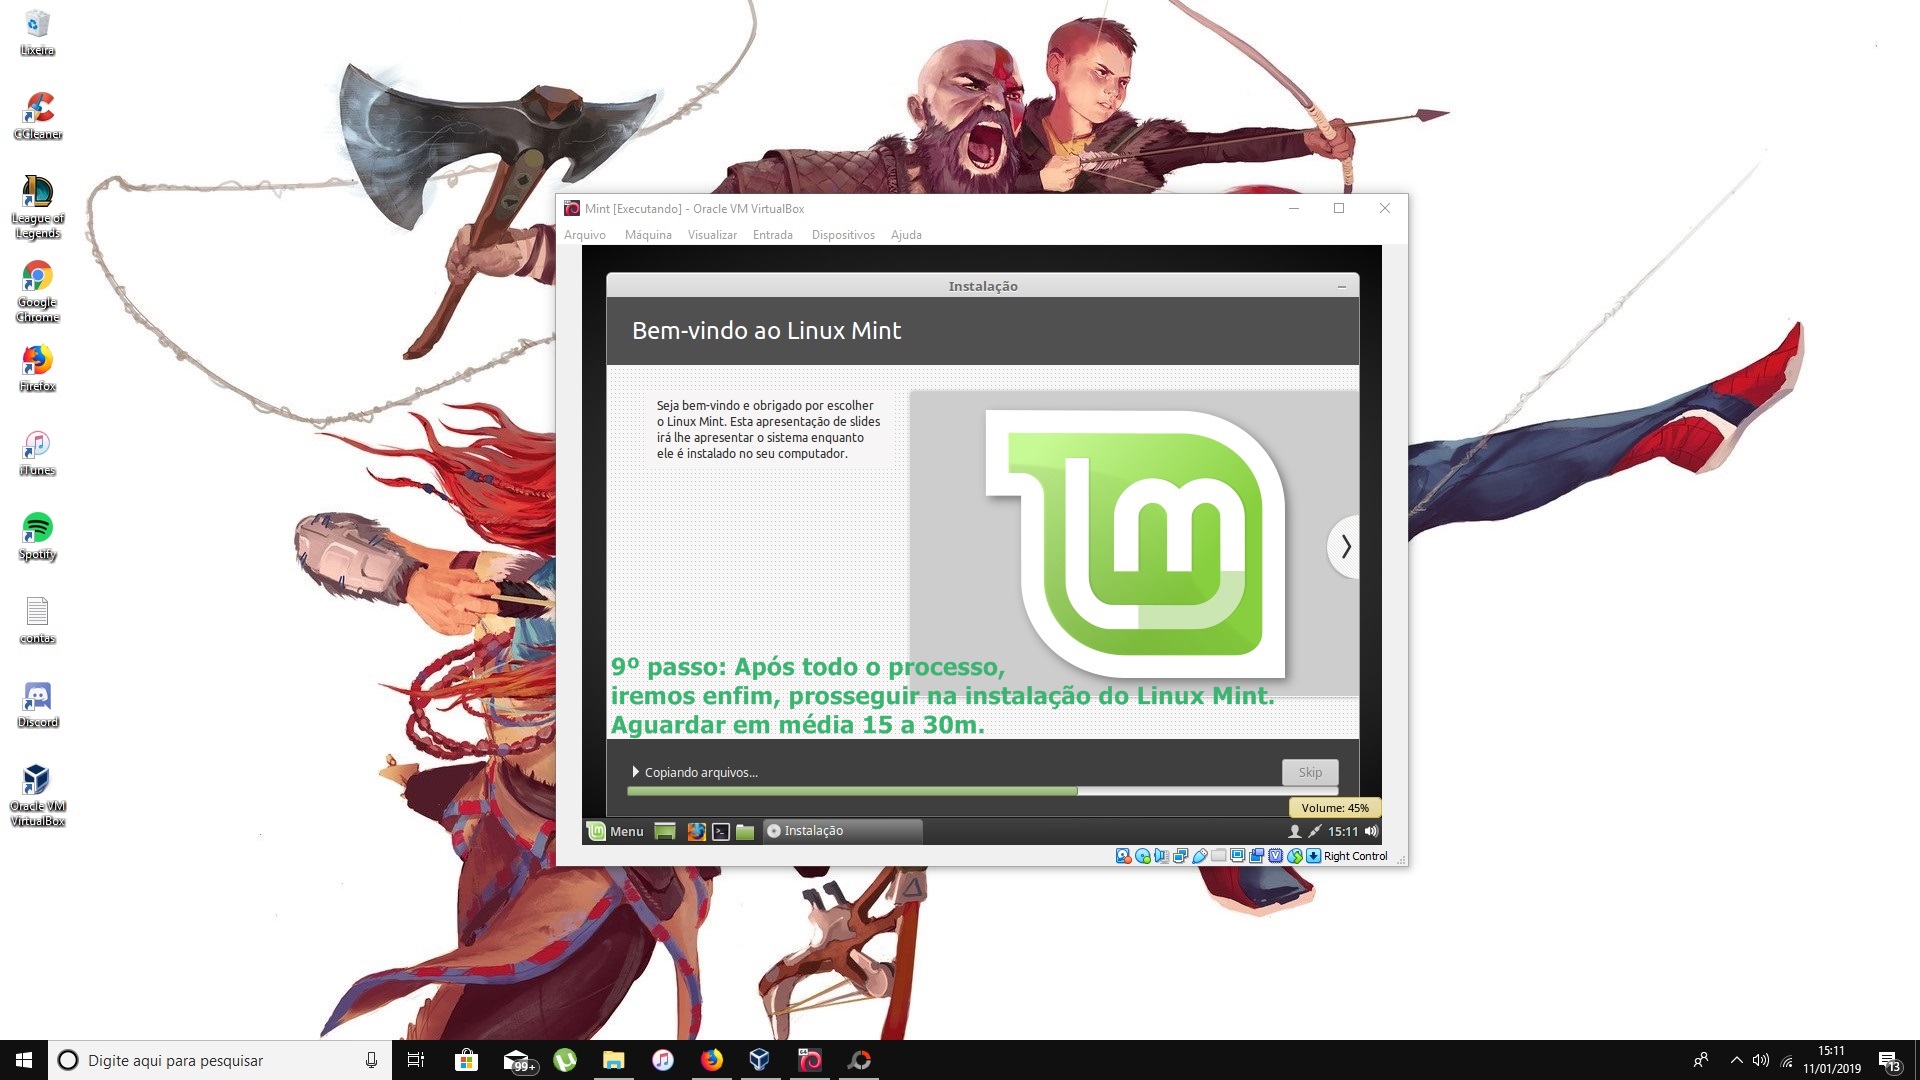 Lixeira
CCleaner
League of
Legends
Google
Chrome
Firefox
iTunes
Spotify
contas
Discord
Oracle VM
VirtualBox
Mint [Executando] - Oracle VM VirtualBox
Arquivo Máquina Visualizar Entrada Dispositivos Ajuda
Instalação
Bem-vindo ao Linux Mint
Seja bem-vindo e obrigado por escolher
o Linux Mint. Esta apresentação de slides
irá lhe apresentar o sistema enquanto
ele é instalado no seu computador.
9º passo: Após todo o processo,
iremos enfim, prosseguir na instalação do Linux Mint.
Aguardar em média 15 a 30m.
Copiando arquivos...
Skip
Volume: 45%
Menu
Instalação
15:11
Right Control
Digite aqui para pesquisar
99+
64
15:11
11/01/2019
13